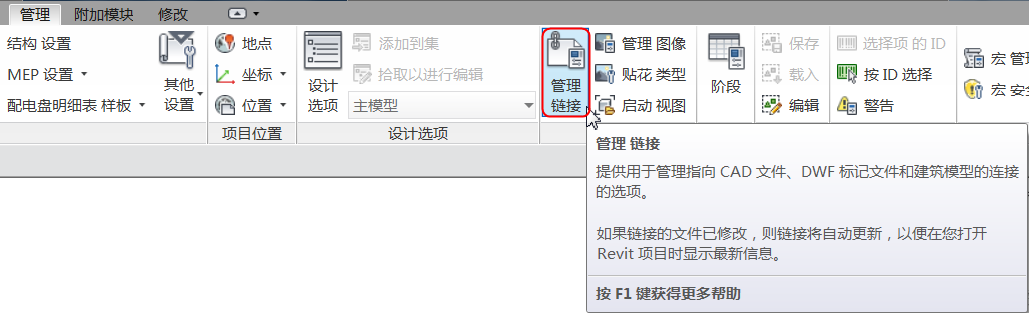 管理 附加模块 修改
结构 设置
MEP 设置
配电盘明细表 样板
其他
设置
地点
坐标
位置
项目位置
设计
选项
添加到集
拾取以进行编辑
主模型
设计选项
管理
链接
管理 图像
贴花 类型
启动 视图
阶段
保存
载入
编辑
选择项 的 ID
按 ID 选择
警告
宏 管理
宏 安全
管理 链接
提供用于管理指向 CAD 文件、DWF 标记文件和建筑模型的连接
的选项。
如果链接的文件已修改，则链接将自动更新，以便在您打开
Revit 项目时显示最新信息。
按 F1 键获得更多帮助